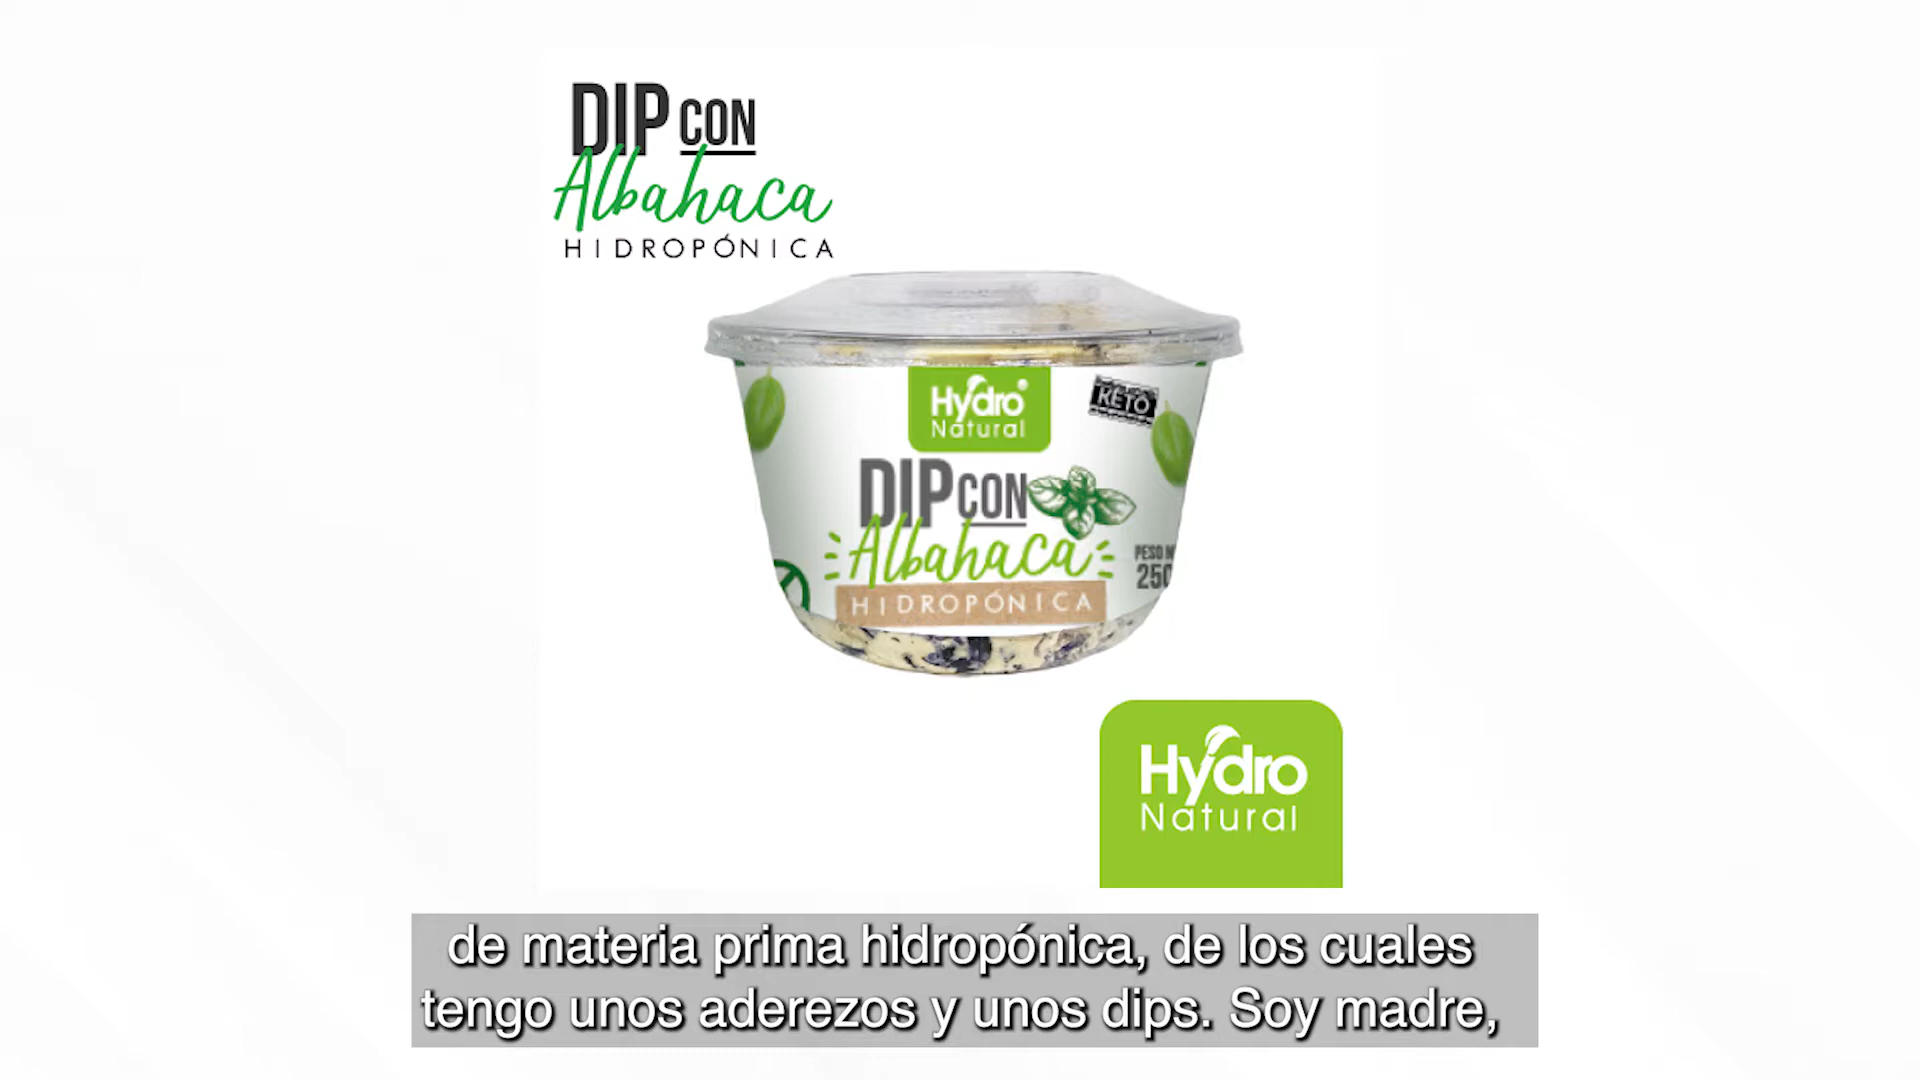 DIP CON
Albahaca
HIDROPÓNICA
Hydro
Natural
KETO
DIP CON
Albahaca
HIDROPÓNICA
PESO
250
Hydro
Natural
de materia prima hidropónica, de los cuales
tengo unos aderezos y unos dips. Soy madre,